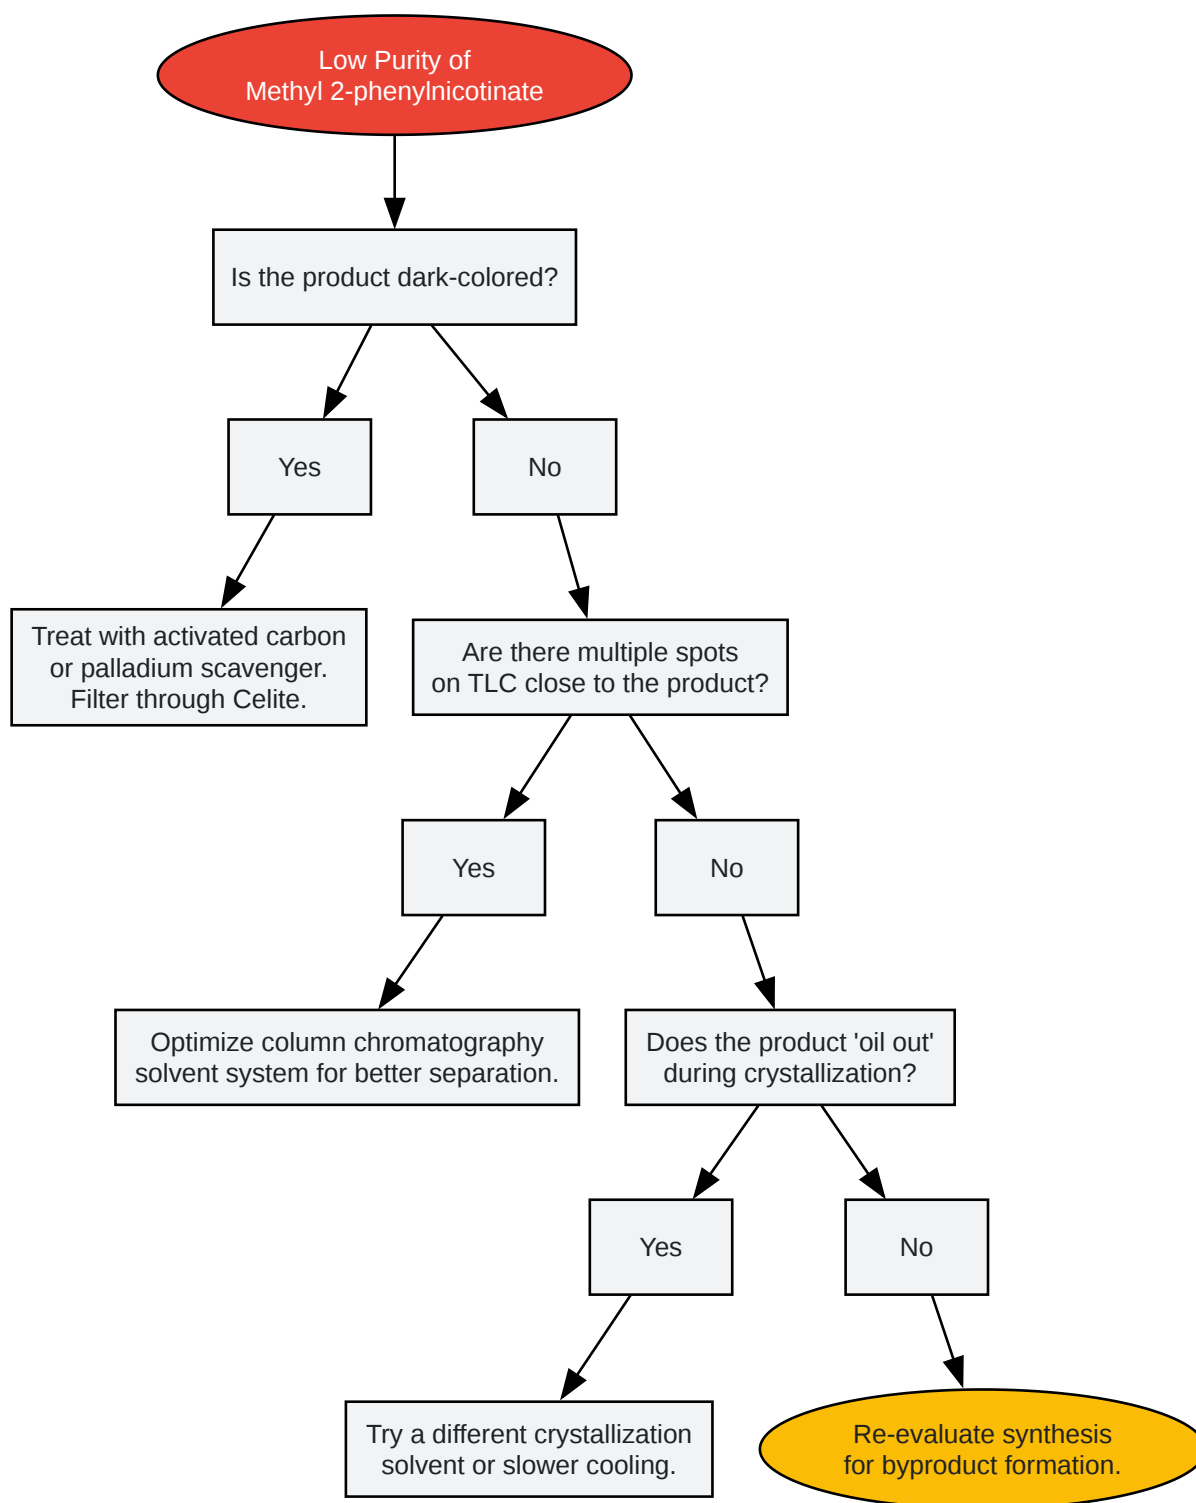 Low Purity of
Methyl 2-phenylnicotinate
Is the product dark-colored?
Yes
No
Treat with activated carbon
or palladium scavenger.
Filter through Celite.
Are there multiple spots
on TLC close to the product?
Yes
No
Optimize column chromatography
solvent system for better separation.
Does the product 'oil out'
during crystallization?
Yes
No
Try a different crystallization
solvent or slower cooling.
Re-evaluate synthesis
for byproduct formation.